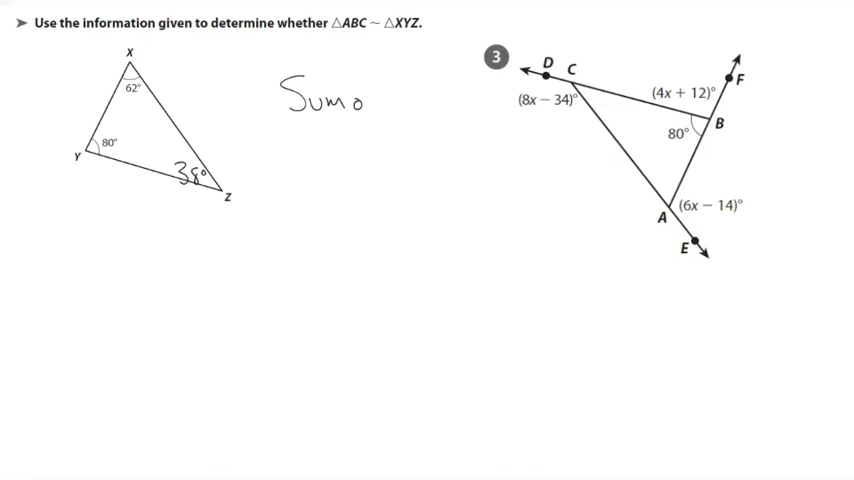 ➤ Use the information given to determine whether △ABC ~ △XYZ.
X
62°
Y
80°
38°
Z
Sumo
3
D
C
(8x − 34)°
(4x + 12)°
F
B
80°
A
(6x − 14)°
E